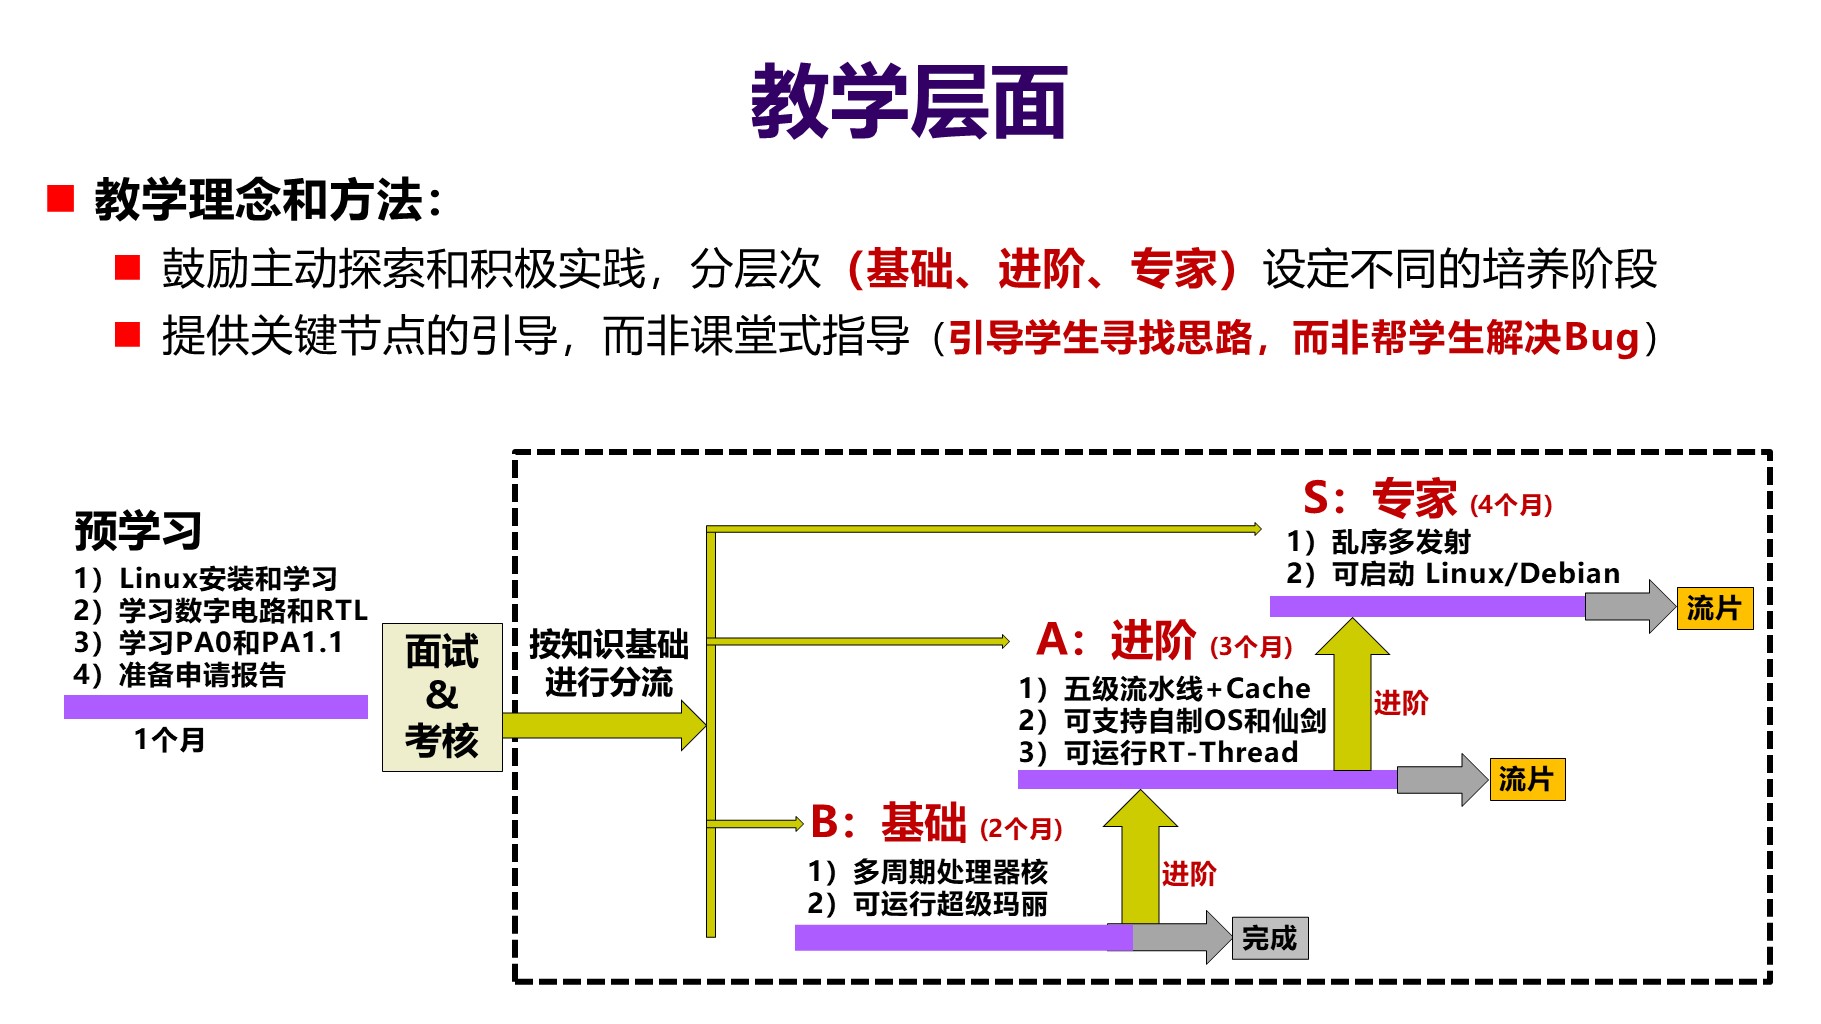 教学层面
教学理念和方法：
鼓励主动探索和积极实践，分层次（基础、进阶、专家）设定不同的培养阶段
提供关键节点的引导，而非课堂式指导（引导学生寻找思路，而非帮学生解决Bug）
预学习
1）Linux安装和学习
2）学习数字电路和RTL
3）学习PA0和PA1.1
4）准备申请报告
1个月
面试
&
考核
按知识基础
进行分流
S：专家 (4个月)
1）乱序多发射
2）可启动 Linux/Debian
流片
A：进阶 (3个月)
1）五级流水线+Cache
2）可支持自制OS和仙剑
3）可运行RT-Thread
进阶
流片
B：基础 (2个月)
1）多周期处理器核
2）可运行超级玛丽
进阶
完成